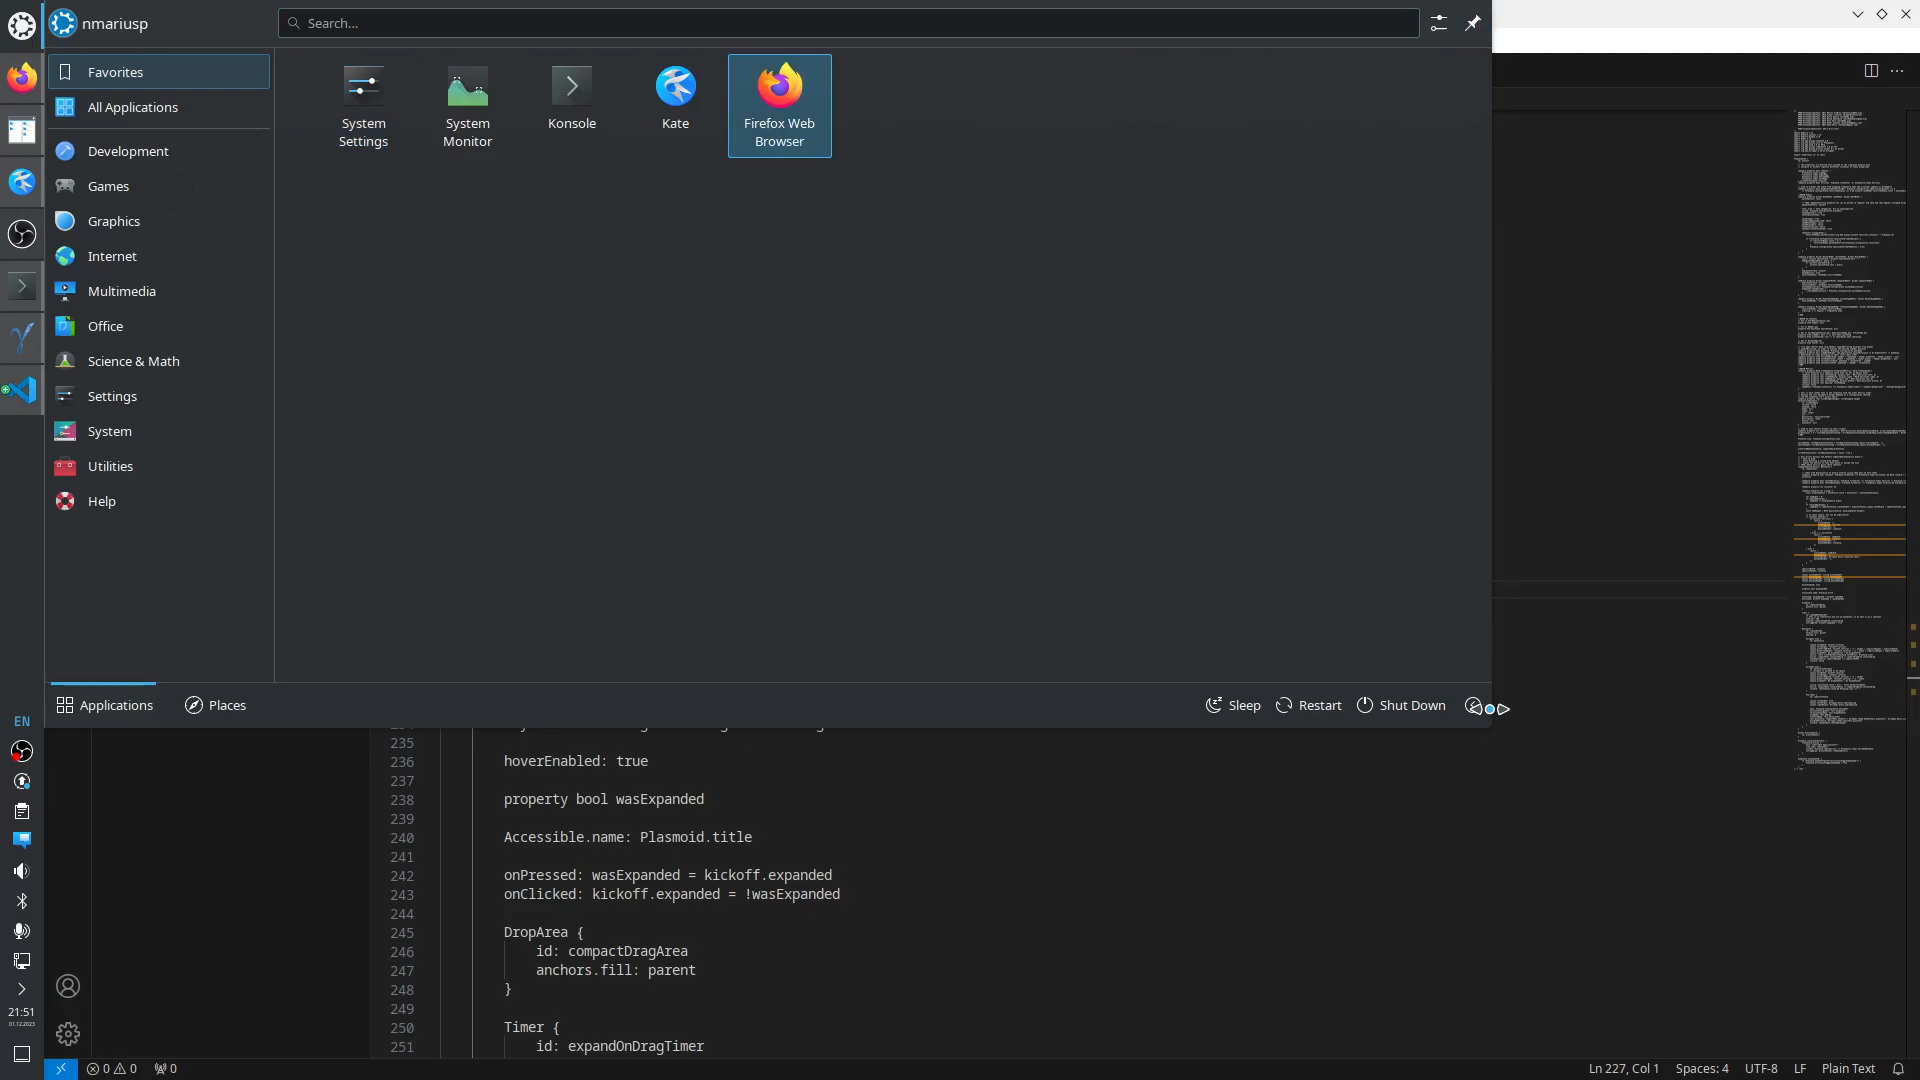 nmariusp
Search...
Favorites
All Applications
Development
Games
Graphics
Internet
Multimedia
Office
Science & Math
Settings
System
Utilities
Help
System
Settings
System
Monitor
Konsole
Kate
Firefox Web
Browser
Applications
Places
Sleep
Restart
Shut Down
235
236 hoverEnabled: true
237
238 property bool wasExpanded
239
240 Accessible.name: Plasmoid.title
241
242 onPressed: wasExpanded = kickoff.expanded
243 onClicked: kickoff.expanded = !wasExpanded
244
245 DropArea {
246 id: compactDragArea
247 anchors.fill: parent
248 }
249
250 Timer {
251 id: expandOnDragTimer
EN
21:51
01.12.2023
0 0 0
Ln 227, Col 1 Spaces: 4 UTF-8 LF Plain Text